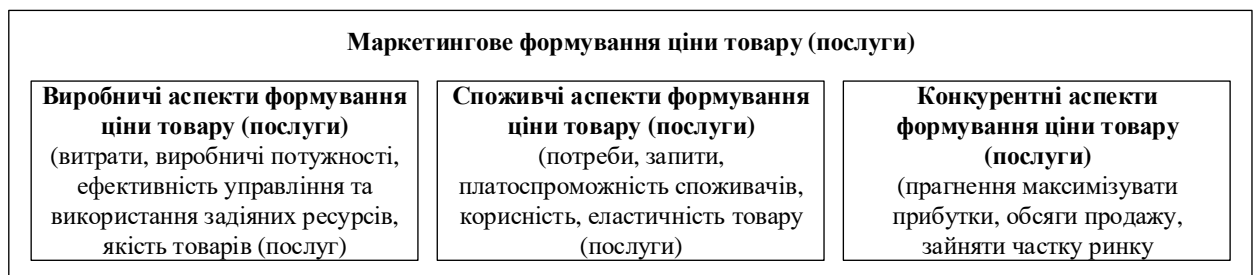 Маркетингове формування ціни товару (послуги)
Виробничі аспекти формування
ціни товару (послуги)
(витрати, виробничі потужності,
ефективність управління та
використання задіяних ресурсів,
якість товарів (послуг)
Споживчі аспекти формування
ціни товару (послуги)
(потреби, запити,
платоспроможність споживачів,
корисність, еластичність товару
(послуги)
Конкурентні аспекти
формування ціни товару
(послуги)
(прагнення максимізувати
прибутки, обсяги продажу,
зайняти частку ринку